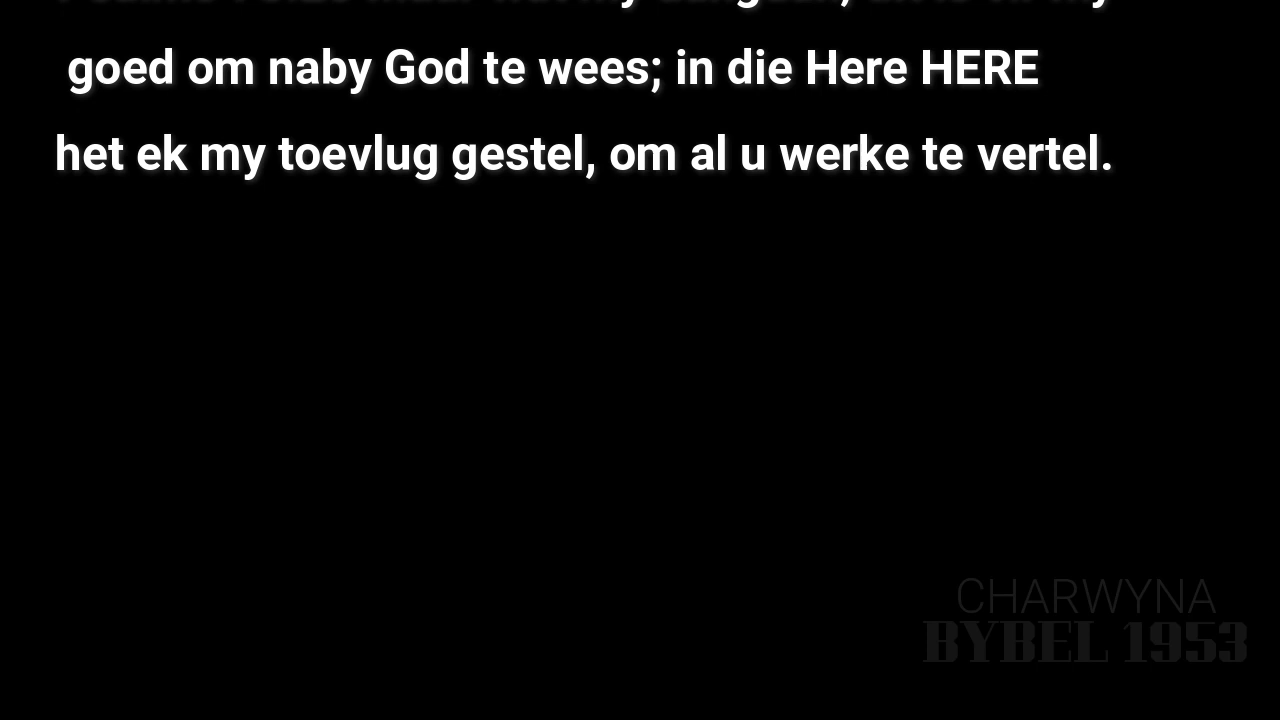 goed om naby God te wees; in die Here HERE
het ek my toevlug gestel, om al u werke te vertel.
CHARWYNA
BYBEL 1953